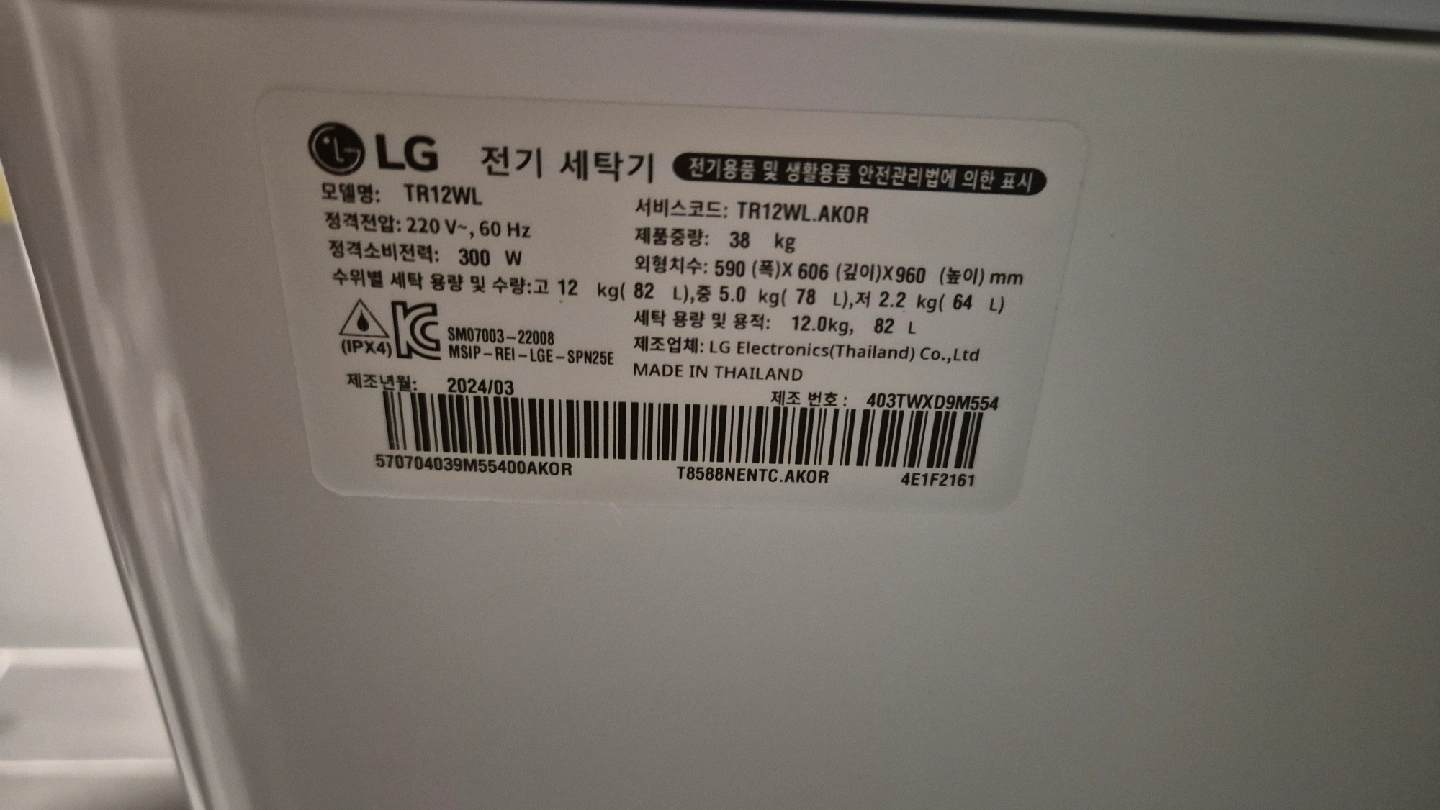 LG 전기 세탁기 전기용품 및 생활용품 안전관리법에 의한 표시
모델명: TR12WL
서비스코드: TR12WL.AKOR
정격전압: 220 V~, 60 Hz
제품중량: 38 kg
정격소비전력: 300 W
외형치수: 590 (폭)X 606 (깊이)X960 (높이) mm
수위별 세탁 용량 및 수량:고 12 kg( 82 L),중 5.0 kg( 78 L),저 2.2 kg( 64 L)
세탁 용량 및 용적: 12.0kg, 82 L
(IPX4)
SM07003-22008
MSIP-REI-LGE-SPN25E
제조업체: LG Electronics(Thailand) Co.,Ltd
MADE IN THAILAND
제조년월: 2024/03
제조 번호 : 403TWXD9M554
570704039M55400AKOR T8588NENTC.AKOR 4E1F2161